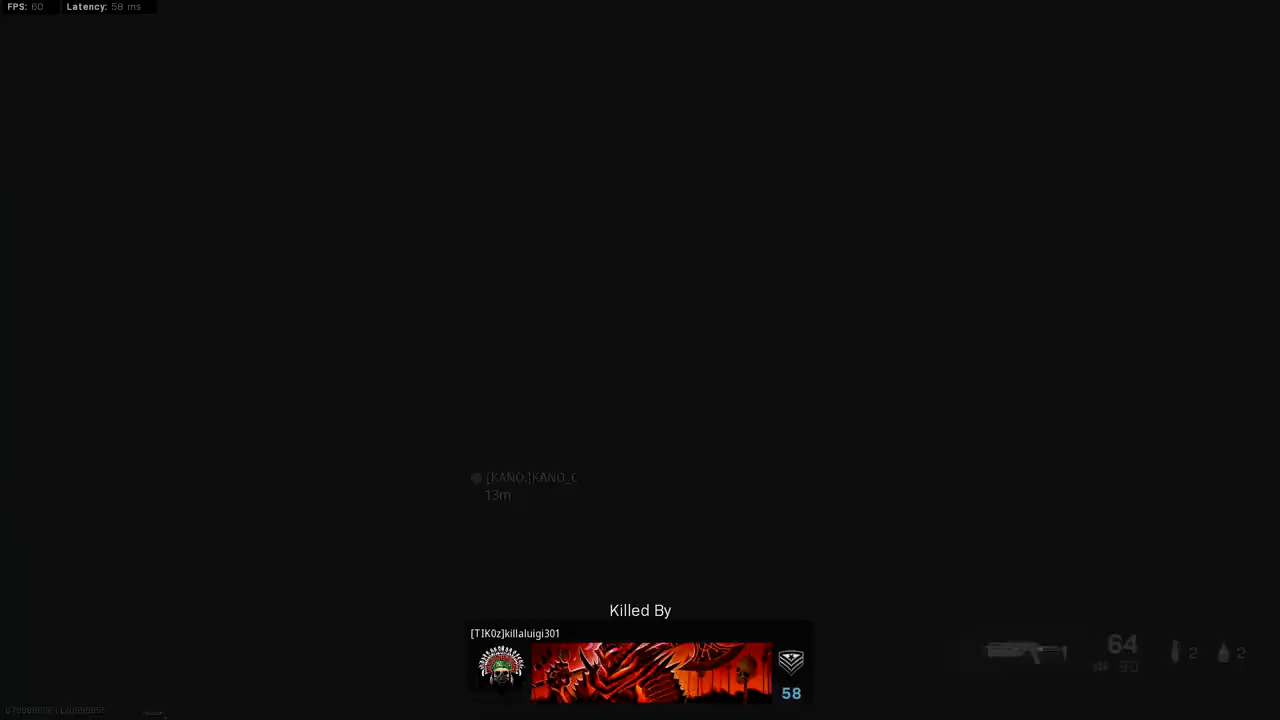 FPS: 60 Latency: 58 ms
[KANO.]KANO_C
13m
Killed By
[TIK0z]killaluigi301
58
64
2 2